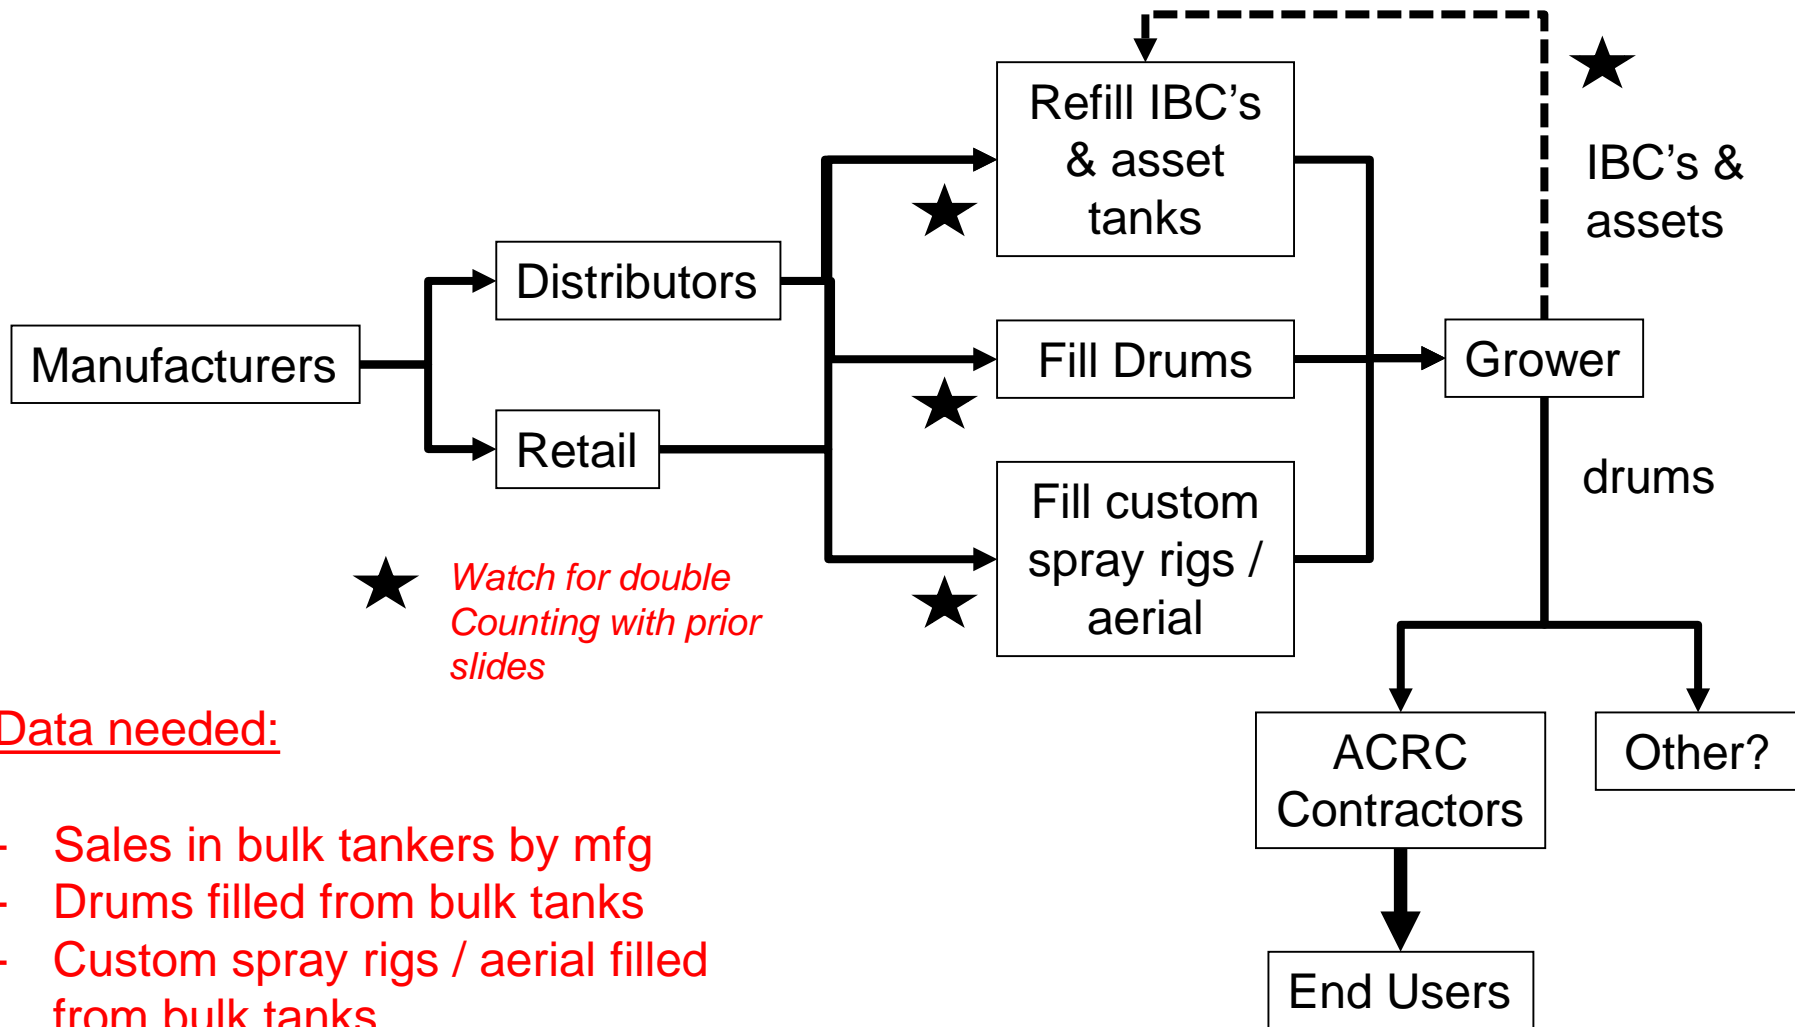 Refill IBC's
& asset
tanks
IBC's &
assets
Distributors
Manufacturers
Fill Drums
Grower
Retail
drums
Fill custom
spray rigs /
aerial
Watch for double
Counting with prior
slides
Data needed:
ACRC
Contractors
Other?
- Sales in bulk tankers by mfg
- Drums filled from bulk tanks
- Custom spray rigs / aerial filled
from bulk tanks
End Users